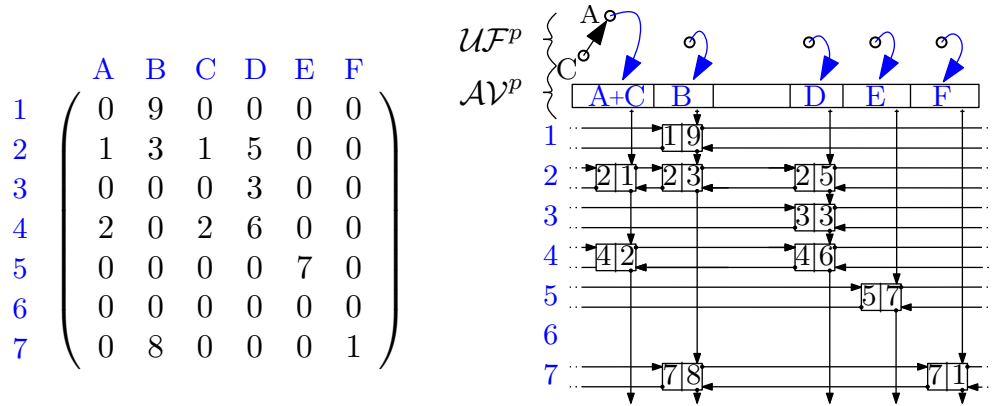 A B C D E F
1 0 9 0 0 0 0
2 1 3 1 5 0 0
3 0 0 0 3 0 0
4 2 0 2 6 0 0
5 0 0 0 0 7 0
6 0 0 0 0 0 0
7 0 8 0 0 0 1
A
UF^p
C
AV^p A+C B D E F
1 1 9
2 2 1 2 3 2 5
3 3 3
4 4 2 4 6
5 5 7
6
7 7 8 7 1